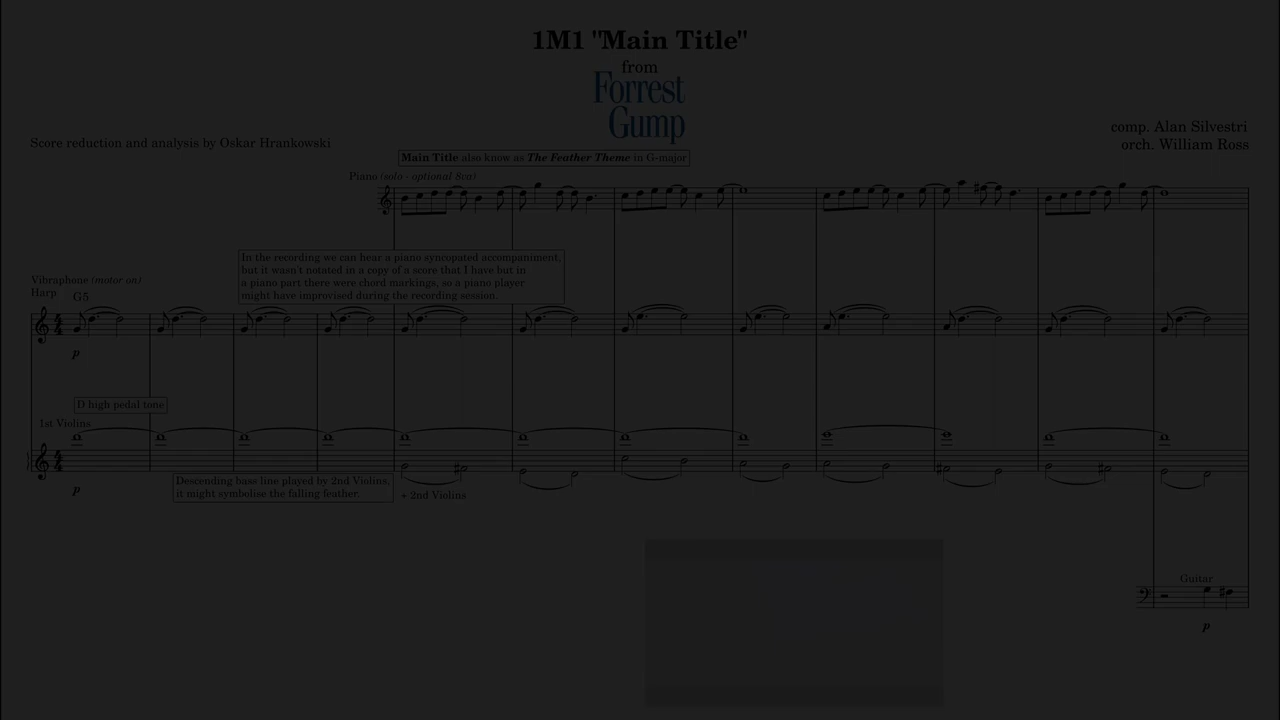 1M1 "Main Title"
from
Forrest
Gump
Score reduction and analysis by Oskar Hrankowski
comp. Alan Silvestri
orch. William Ross
Main Title also know as The Feather Theme in G-major
Piano (solo - optional 8va)
In the recording we can hear a piano syncopated accompaniment,
but it wasn't notated in a copy of a score that I have but in
a piano part there were chord markings, so a piano player
might have improvised during the recording session.
Vibraphone (motor on)
Harp
G5
p
D high pedal tone
1st Violins
p
Descending bass line played by 2nd Violins,
it might symbolise the falling feather.
+ 2nd Violins
Guitar
p